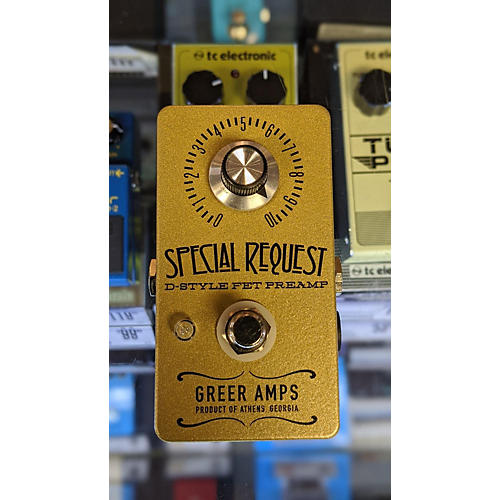 tc electronic
0 1 2 3 4 5 6 7 8 9 10
SPECIAL REQUEST
D-STYLE FET PREAMP
GREER AMPS
PRODUCT OF ATHENS, GEORGIA
tc electronic